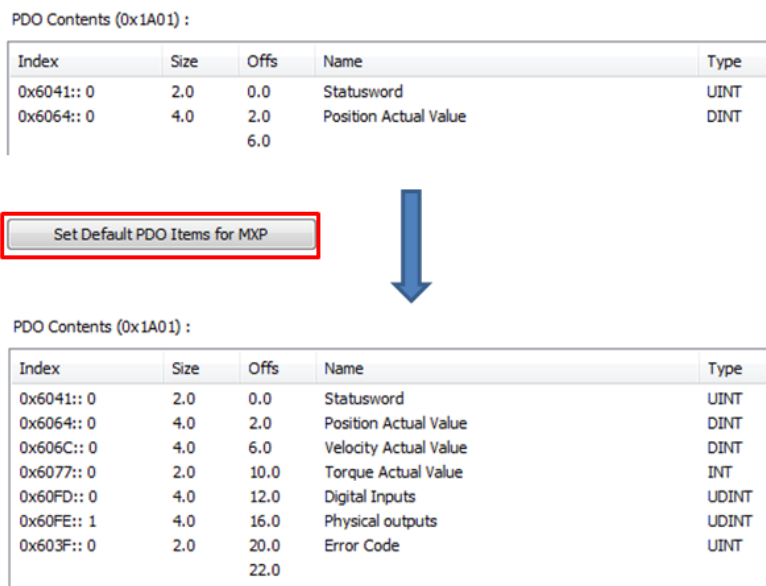 PDO Contents (0x1A01) :
Index Size Offs Name Type
0x6041:: 0 2.0 0.0 Statusword UINT
0x6064:: 0 4.0 2.0 Position Actual Value DINT
6.0
Set Default PDO Items for MXP
PDO Contents (0x1A01) :
Index Size Offs Name Type
0x6041:: 0 2.0 0.0 Statusword UINT
0x6064:: 0 4.0 2.0 Position Actual Value DINT
0x606C:: 0 4.0 6.0 Velocity Actual Value DINT
0x6077:: 0 2.0 10.0 Torque Actual Value INT
0x60FD:: 0 4.0 12.0 Digital Inputs UDINT
0x60FE:: 1 4.0 16.0 Physical outputs UDINT
0x603F:: 0 2.0 20.0 Error Code UINT
22.0